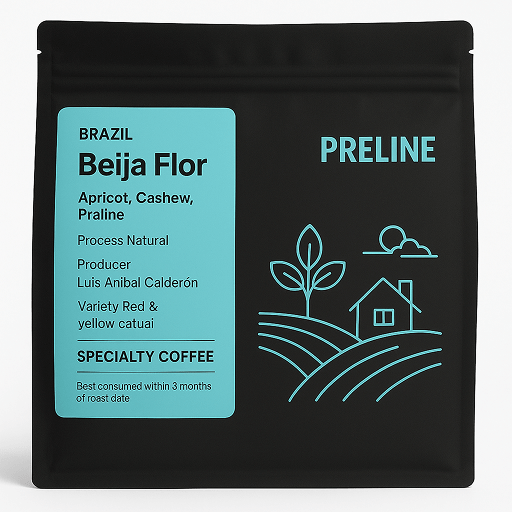 BRAZIL
Beija Flor
Apricot, Cashew,
Praline
Process Natural
Producer
Luis Anibal Calderón
Variety Red &
yellow catuai
SPECIALTY COFFEE
Best consumed within 3 months
of roast date
PRELINE